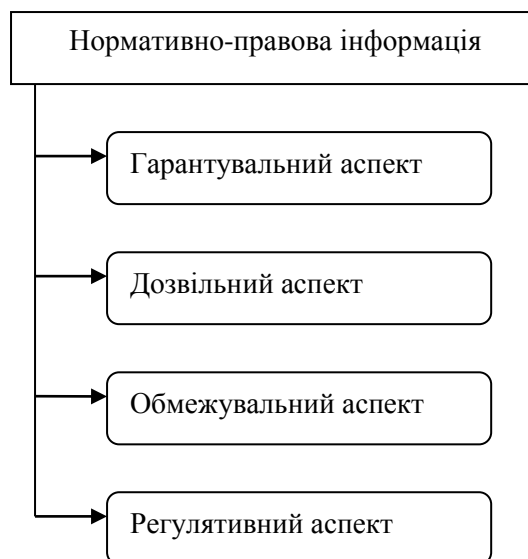 Нормативно-правова інформація
Гарантувальний аспект
Дозвільний аспект
Обмежувальний аспект
Регулятивний аспект